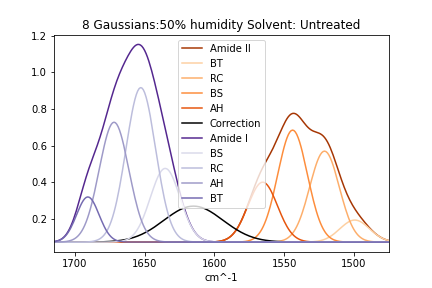 8 Gaussians:50% humidity Solvent: Untreated
1.2
1.0
0.8
0.6
0.4
0.2
Amide II
BT
RC
BS
AH
Correction
Amide I
BS
RC
AH
BT
1700 1650 1600 1550 1500
cm^-1